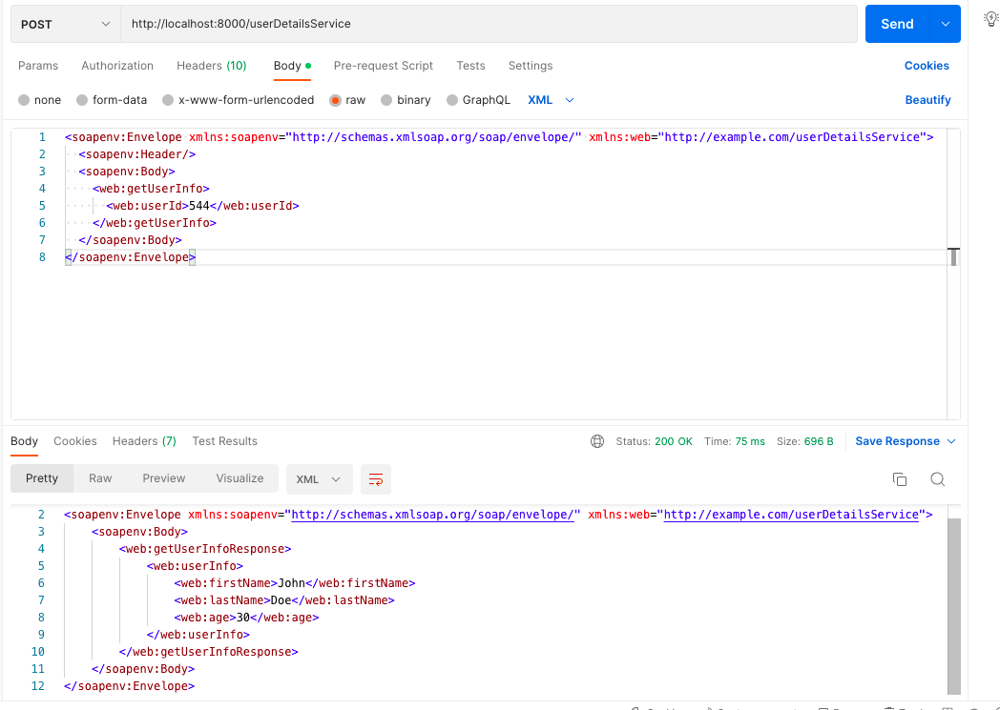 POST http://localhost:8000/userDetailsService Send
Params Authorization Headers (10) Body Pre-request Script Tests Settings Cookies
none form-data x-www-form-urlencoded raw binary GraphQL XML Beautify
1 <soapenv:Envelope xmlns:soapenv="http://schemas.xmlsoap.org/soap/envelope/" xmlns:web="http://example.com/userDetailsService">
2 <soapenv:Header/>
3 <soapenv:Body>
4 <web:getUserInfo>
5 <web:userId>544</web:userId>
6 </web:getUserInfo>
7 </soapenv:Body>
8 </soapenv:Envelope>
Body Cookies Headers (7) Test Results Status: 200 OK Time: 75 ms Size: 696 B Save Response
Pretty Raw Preview Visualize XML
2 <soapenv:Envelope xmlns:soapenv="http://schemas.xmlsoap.org/soap/envelope/" xmlns:web="http://example.com/userDetailsService">
3 <soapenv:Body>
4 <web:getUserInfoResponse>
5 <web:userInfo>
6 <web:firstName>John</web:firstName>
7 <web:lastName>Doe</web:lastName>
8 <web:age>30</web:age>
9 </web:userInfo>
10 </web:getUserInfoResponse>
11 </soapenv:Body>
12 </soapenv:Envelope>